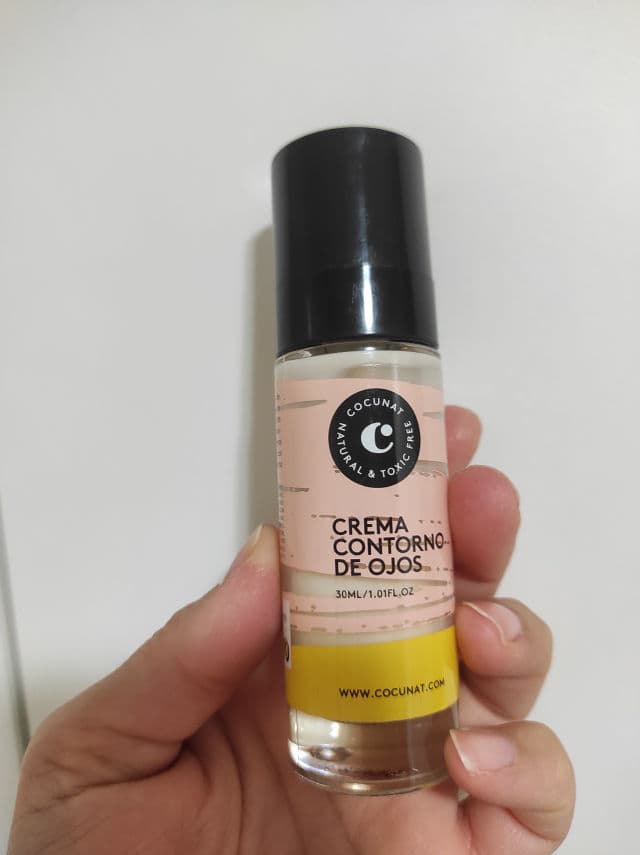 COCUNAT
NATURAL & TOXIC FREE
C
CREMA
CONTORNO
DE OJOS
30ML/1.01FL.OZ
WWW.COCUNAT.COM